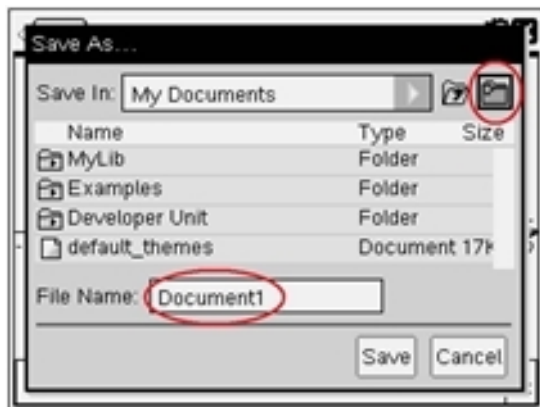 Save As...
Save In: My Documents
Name Type Size
MyLib Folder
Examples Folder
Developer Unit Folder
default_themes Document 17K
File Name: Document1
Save Cancel